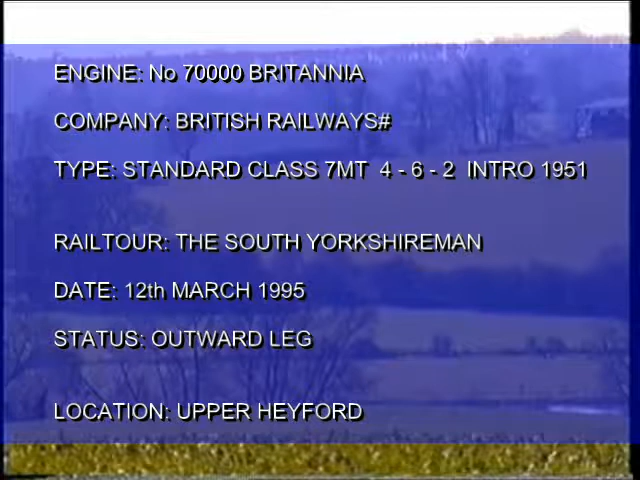 ENGINE: No 70000 BRITANNIA
COMPANY: BRITISH RAILWAYS#
TYPE: STANDARD CLASS 7MT 4 - 6 - 2 INTRO 1951
RAILTOUR: THE SOUTH YORKSHIREMAN
DATE: 12th MARCH 1995
STATUS: OUTWARD LEG
LOCATION: UPPER HEYFORD